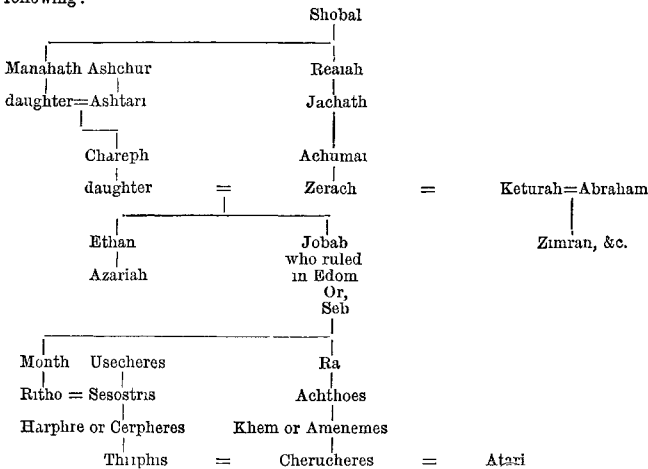 following:
Shobal
Manahath Ashchur Reaiah
daughter=Ashtari Jachath
Chareph Achumai
daughter = Zerach = Keturah=Abraham
Ethan Jobab Zimran, &c.
Azariah who ruled
in Edom
Or,
Seb
Month Usecheres Ra
Ritho = Sesostris Achthoes
Harphre or Cerpheres Khem or Amenemes
Thiiphis = Cherucheres = Atari